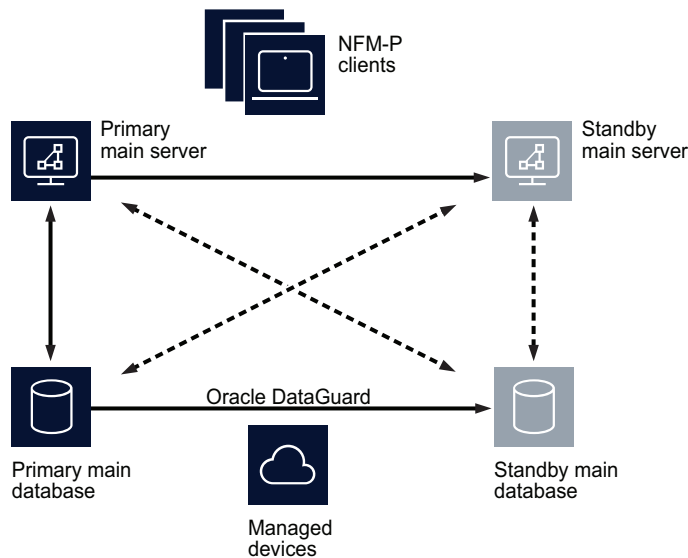 NFM-P
clients
Primary
main server
Standby
main server
Oracle DataGuard
Primary main
database
Standby main
database
Managed
devices